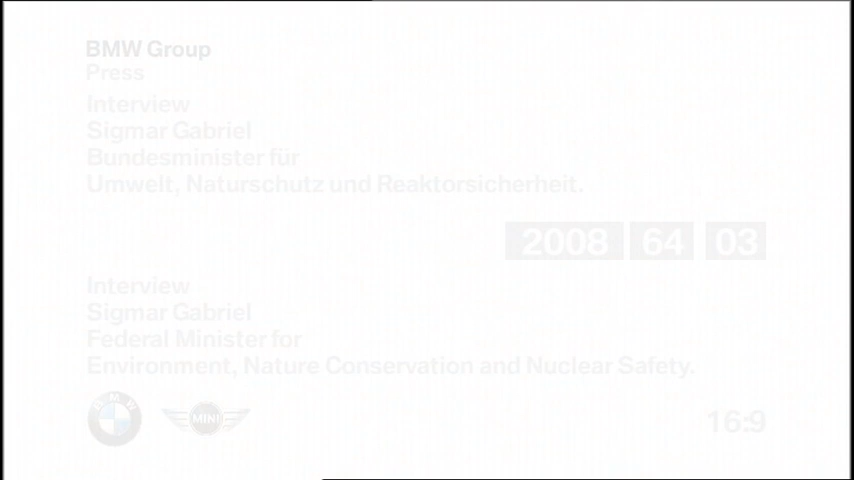 BMW Group
Press
Interview
Sigmar Gabriel
Bundesminister für
Umwelt, Naturschutz und Reaktorsicherheit.
2008 64 03
Interview
Sigmar Gabriel
Federal Minister for
Environment, Nature Conservation and Nuclear Safety.
BMW MINI 16:9